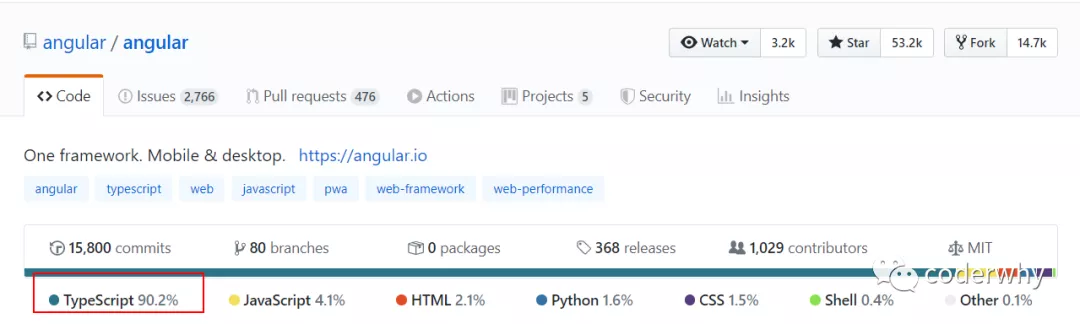 angular / angular Watch 3.2k Star 53.2k Fork 14.7k
Code Issues 2,766 Pull requests 476 Actions Projects 5 Security Insights
One framework. Mobile & desktop. https://angular.io
angular typescript web javascript pwa web-framework web-performance
15,800 commits 80 branches 0 packages 368 releases 1,029 contributors MIT
coderwhy
TypeScript 90.2% JavaScript 4.1% HTML 2.1% Python 1.6% CSS 1.5% Shell 0.4% Other 0.1%